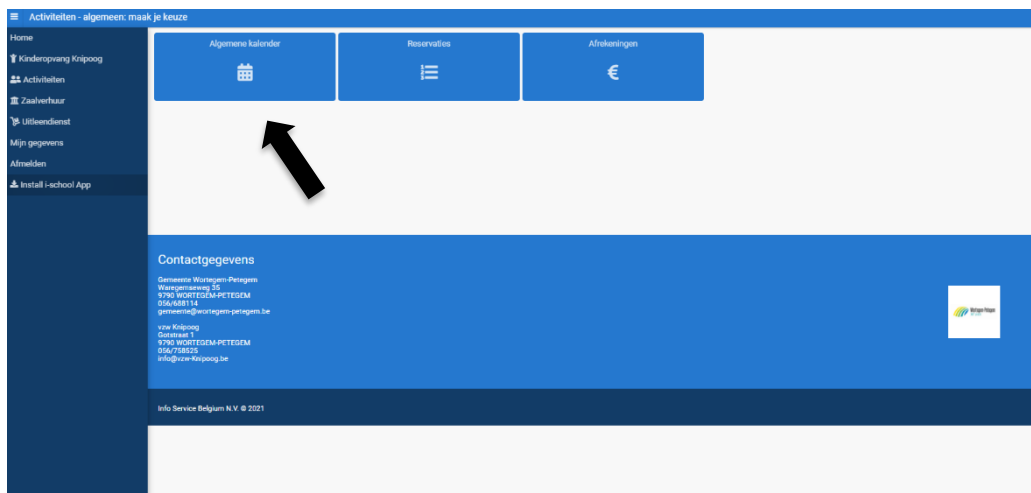 Activiteiten - algemeen: maak je keuze
Home
Kinderopvang Knipoog
Activiteiten
Zaalverhuur
Uitleendienst
Mijn gegevens
Afmelden
Install i-school App
Algemene kalender
Reservaties
Afrekeningen
€
Contactgegevens
Gemeente Wortegem-Petegem
Waregemseweg 35
9790 WORTEGEM-PETEGEM
056/688114
gemeente@wortegem-petegem.be
vzw Knipoog
Gotstraat 1
9790 WORTEGEM-PETEGEM
056/758525
info@vzw-Knipoog.be
Wortegem-Petegem
Info Service Belgium N.V. © 2021